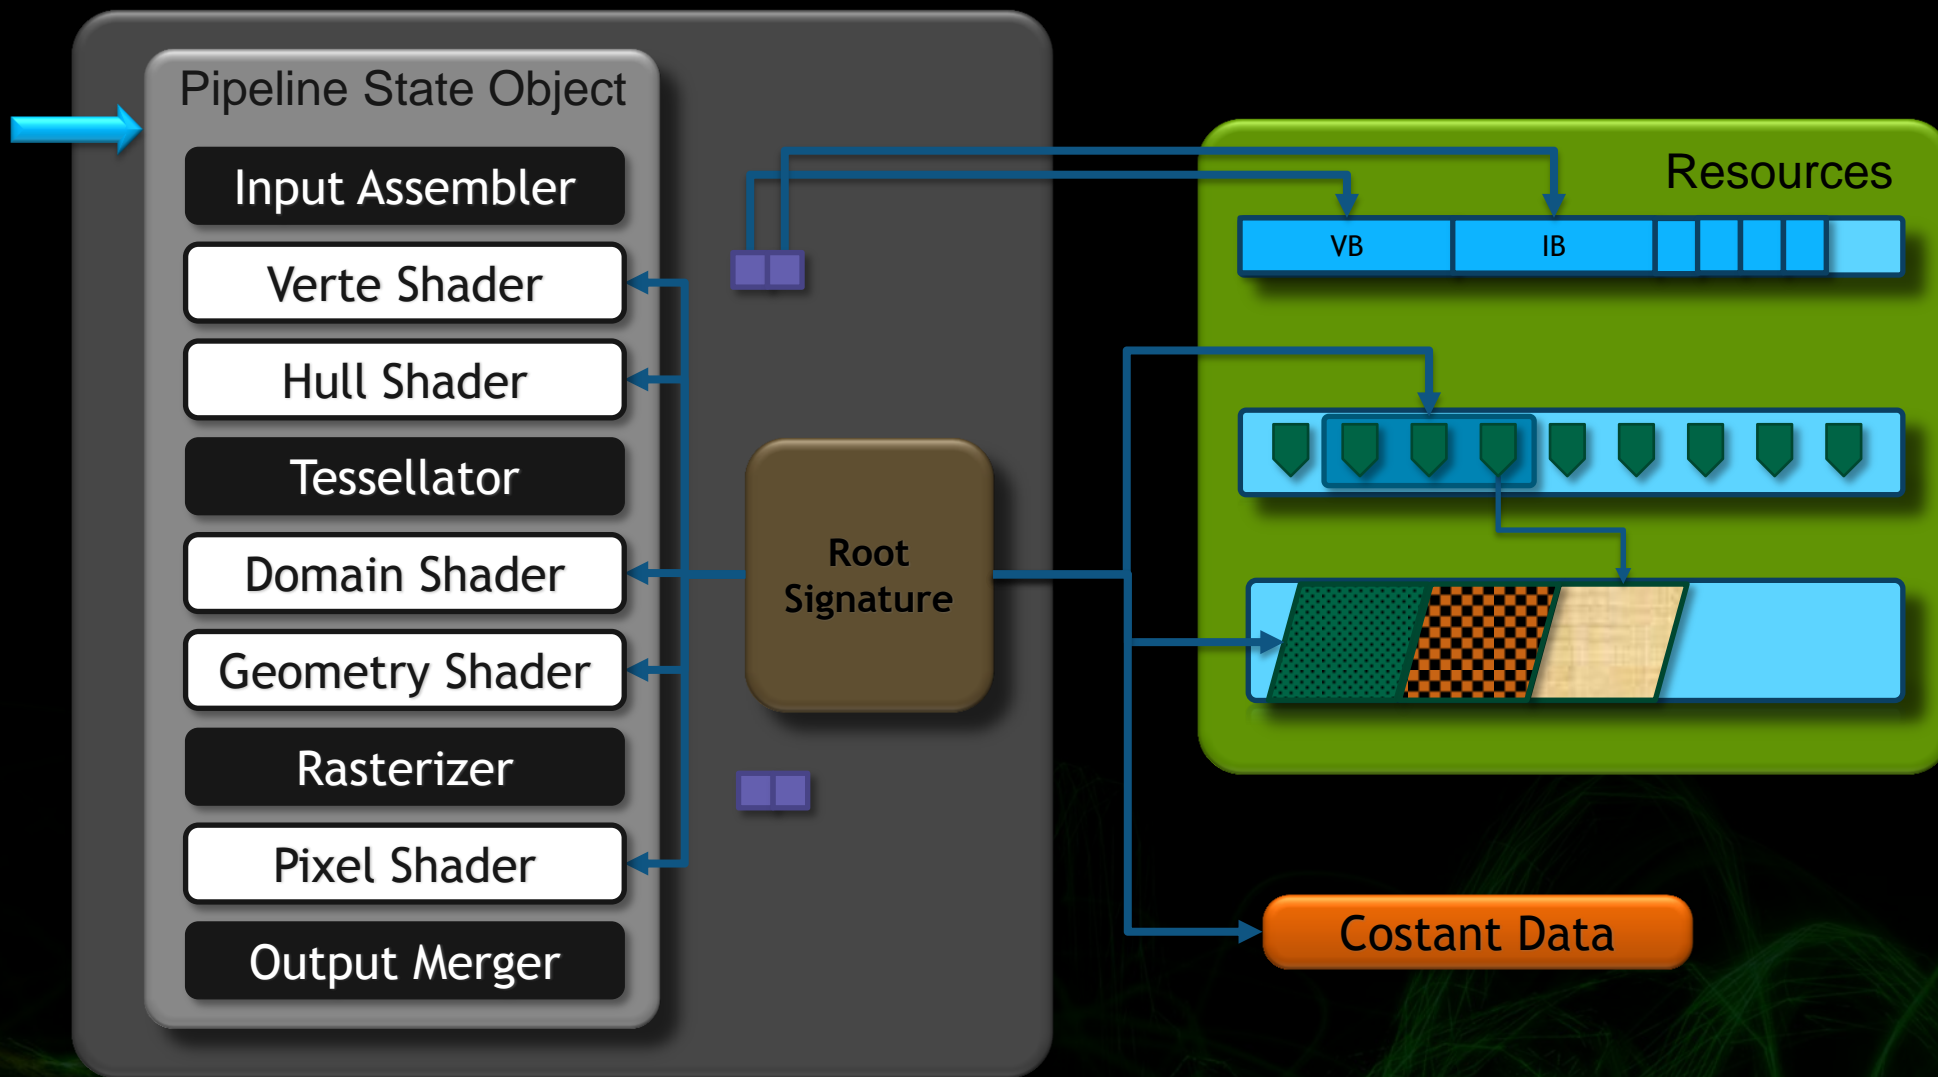 Pipeline State Object
Input Assembler
Verte Shader
Hull Shader
Tessellator
Domain Shader
Geometry Shader
Rasterizer
Pixel Shader
Output Merger
Root
Signature
Resources
VB
IB
Costant Data